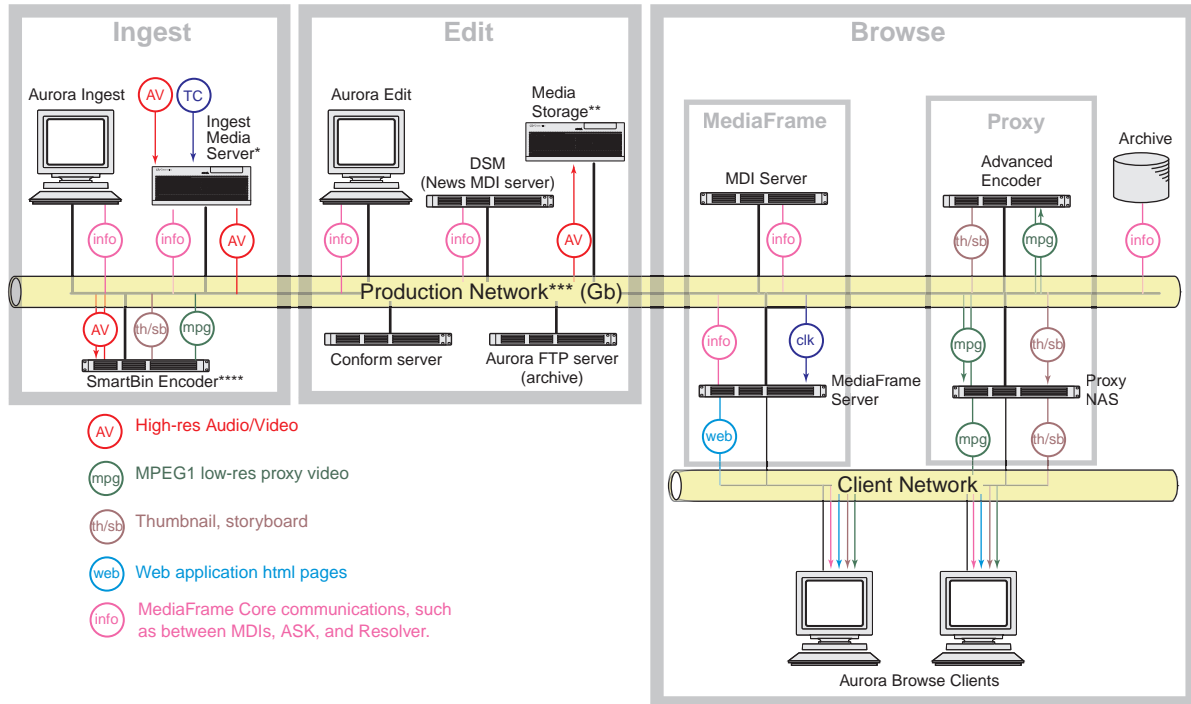 Ingest
Edit
Browse
Aurora Ingest
AV
TC
Ingest
Media
Server*
info
info
AV
Aurora Edit
Media
Storage**
DSM
(News MDI server)
info
info
AV
MediaFrame
Proxy
MDI Server
Advanced
Encoder
Archive
info
th/sb
mpg
info
Production Network*** (Gb)
AV
th/sb
mpg
SmartBin Encoder****
Conform server
Aurora FTP server
(archive)
info
clk
MediaFrame
Server
web
mpg
th/sb
Proxy
NAS
mpg
th/sb
Client Network
Aurora Browse Clients
AV High-res Audio/Video
mpg MPEG1 low-res proxy video
th/sb Thumbnail, storyboard
web Web application html pages
info MediaFrame Core communications, such
as between MDIs, ASK, and Resolver.